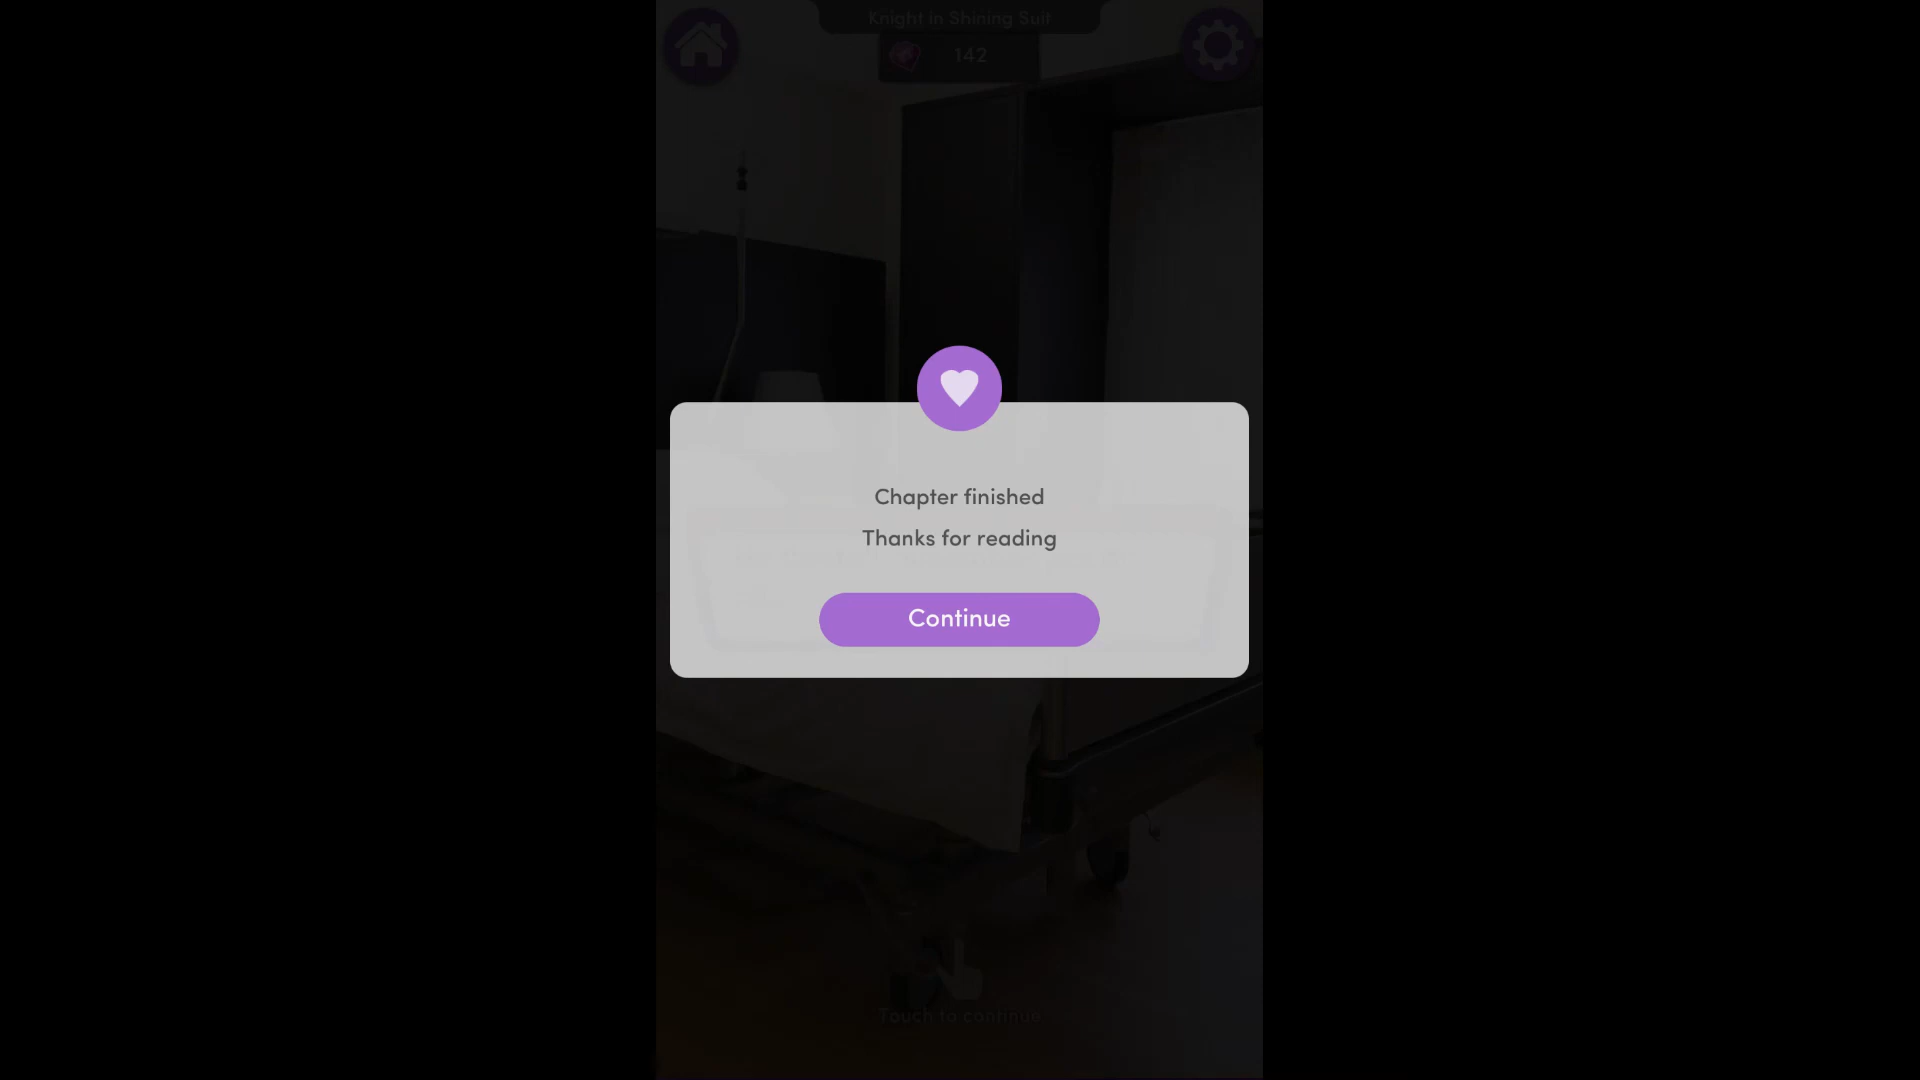 Knight in Shining Suit
142
Chapter finished
Thanks for reading
Continue
Touch to continue